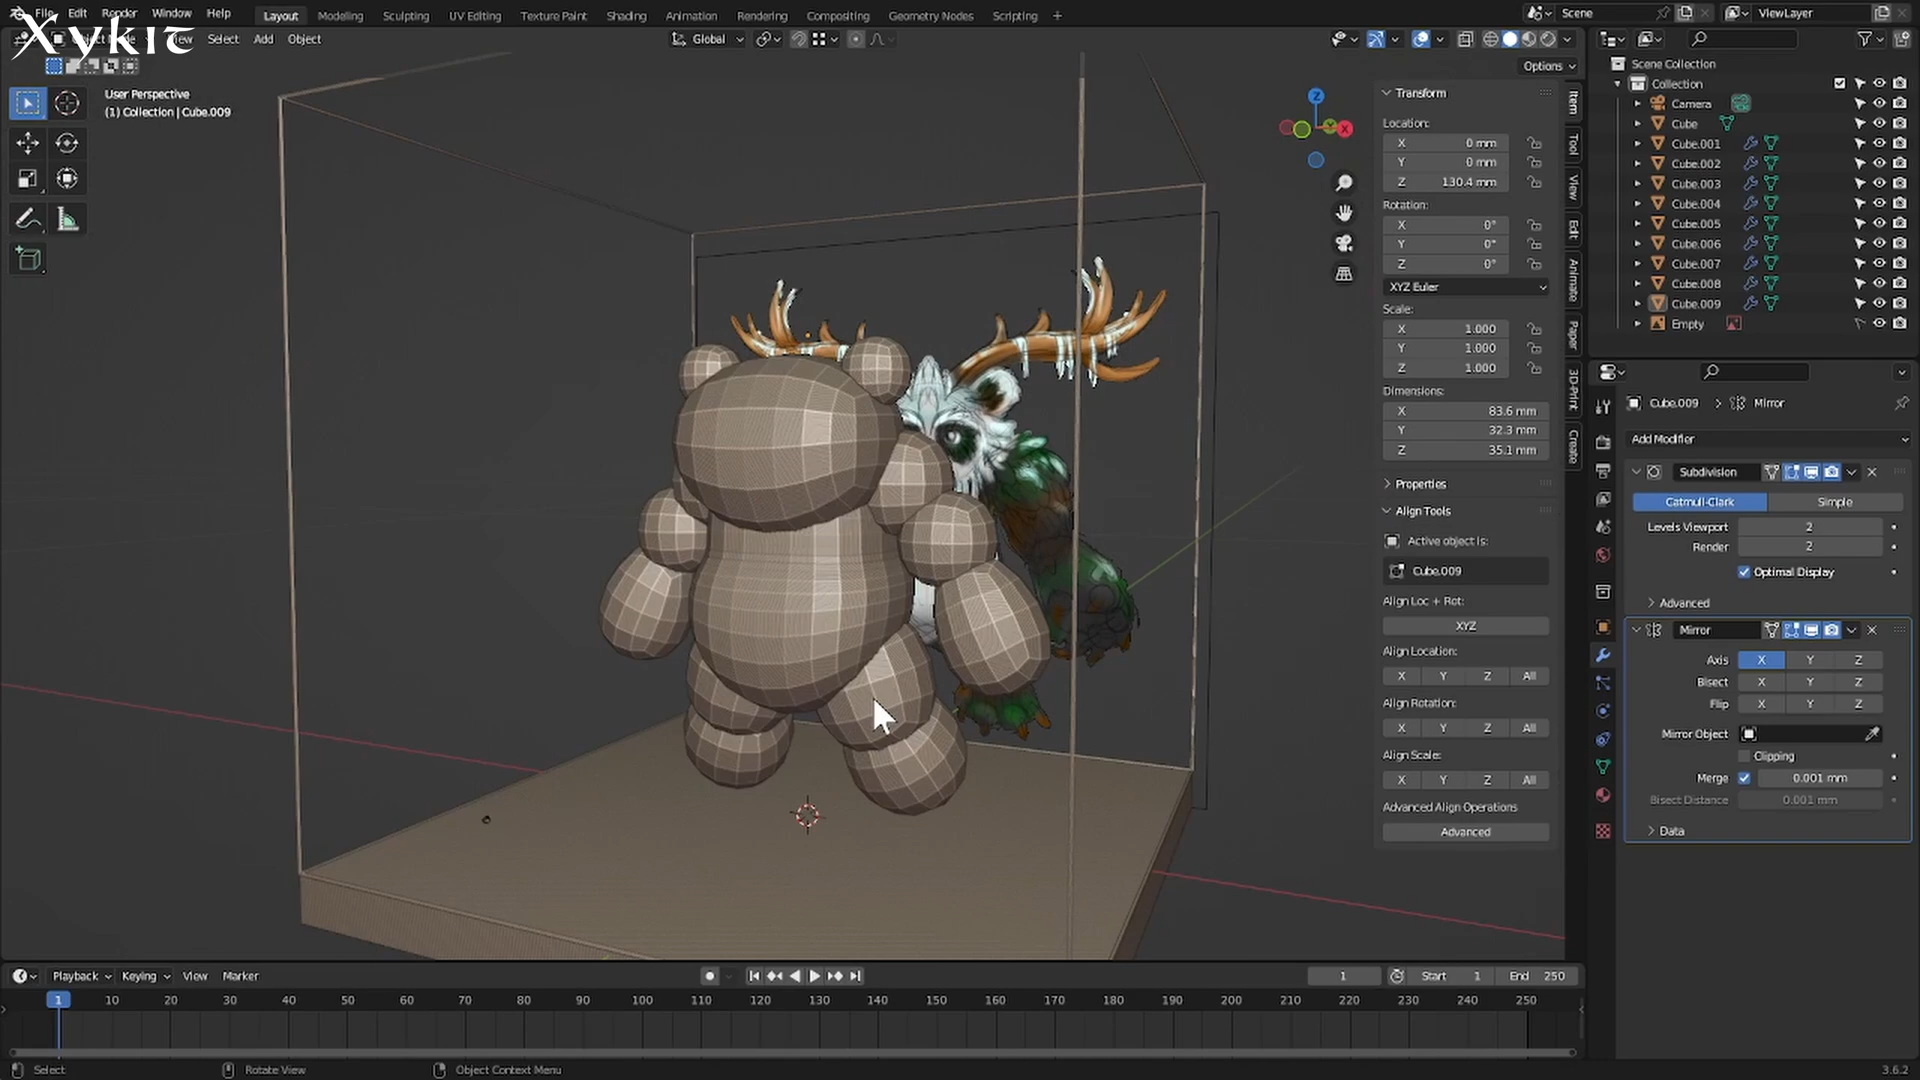 File Edit Render Window Help Layout Modeling Sculpting UV Editing Texture Paint Shading Animation Rendering Compositing Geometry Nodes Scripting + Scene ViewLayer
Xykit
View Select Add Object Global
Options
User Perspective
(1) Collection | Cube.009
Z
X
Transform
Location:
X 0 mm
Y 0 mm
Z 130.4 mm
Rotation:
X 0°
Y 0°
Z 0°
XYZ Euler
Scale:
X 1.000
Y 1.000
Z 1.000
Dimensions:
X 83.6 mm
Y 32.3 mm
Z 35.1 mm
Properties
Align Tools
Active object is:
Cube.009
Align Loc + Rot:
XYZ
Align Location:
X Y Z All
Align Rotation:
X Y Z All
Align Scale:
X Y Z All
Advanced Align Operations
Advanced
Item
Tool
View
Edit
Animate
Paper
3D-Print
Create
Scene Collection
Collection
Camera
Cube
Cube.001
Cube.002
Cube.003
Cube.004
Cube.005
Cube.006
Cube.007
Cube.008
Cube.009
Empty
Cube.009 > Mirror
Add Modifier
Subdivision
Catmull-Clark Simple
Levels Viewport 2
Render 2
Optimal Display
Advanced
Mirror
Axis X Y Z
Bisect X Y Z
Flip X Y Z
Mirror Object
Clipping
Merge 0.001 mm
Bisect Distance 0.001 mm
Data
Playback Keying View Marker 1 Start 1 End 250
1 10 20 30 40 50 60 70 80 90 100 110 120 130 140 150 160 170 180 190 200 210 220 230 240 250
Select Rotate View Object Context Menu 3.6.2